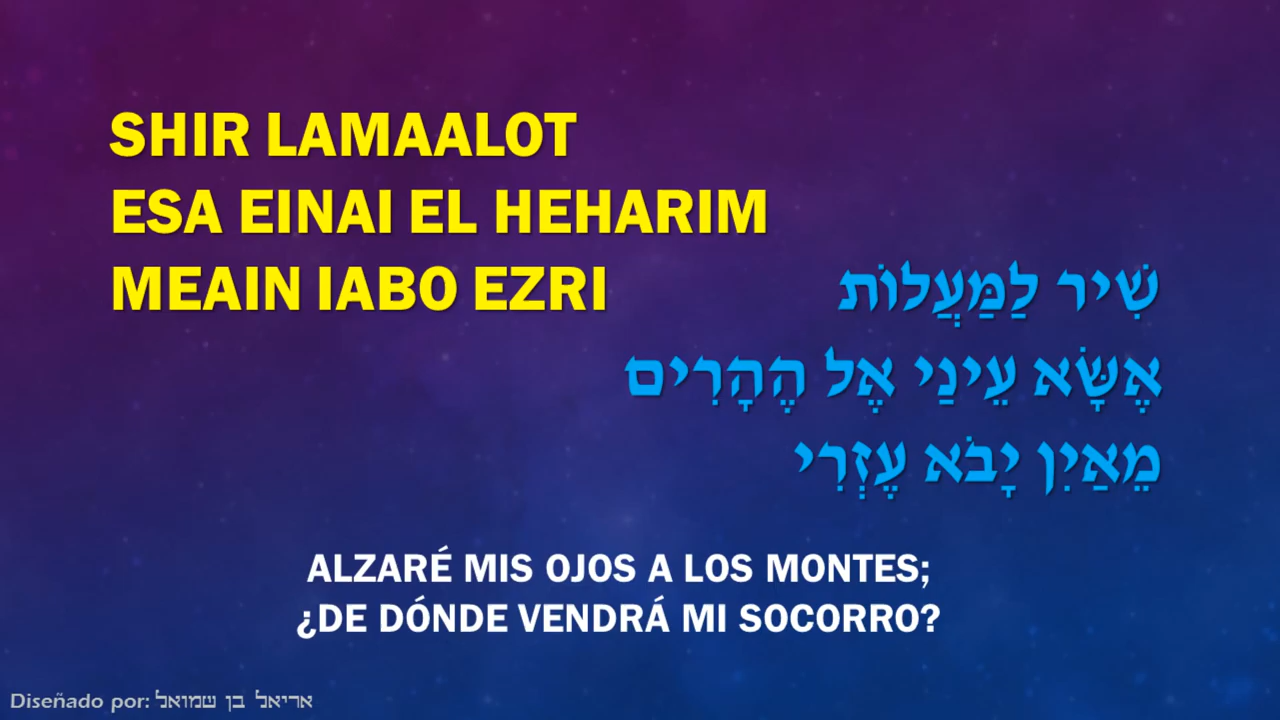 SHIR LAMAALOT
ESA EINAI EL HEHARIM
MEAIN IABO EZRI
שִׁיר לַמַּעֲלוֹת
אֶשָּׂא עֵינַי אֶל הֶהָרִים
מֵאַיִן יָבֹא עֶזְרִי
ALZARÉ MIS OJOS A LOS MONTES;
¿DE DÓNDE VENDRÁ MI SOCORRO?
Diseñado por: אריאל בן שמואל